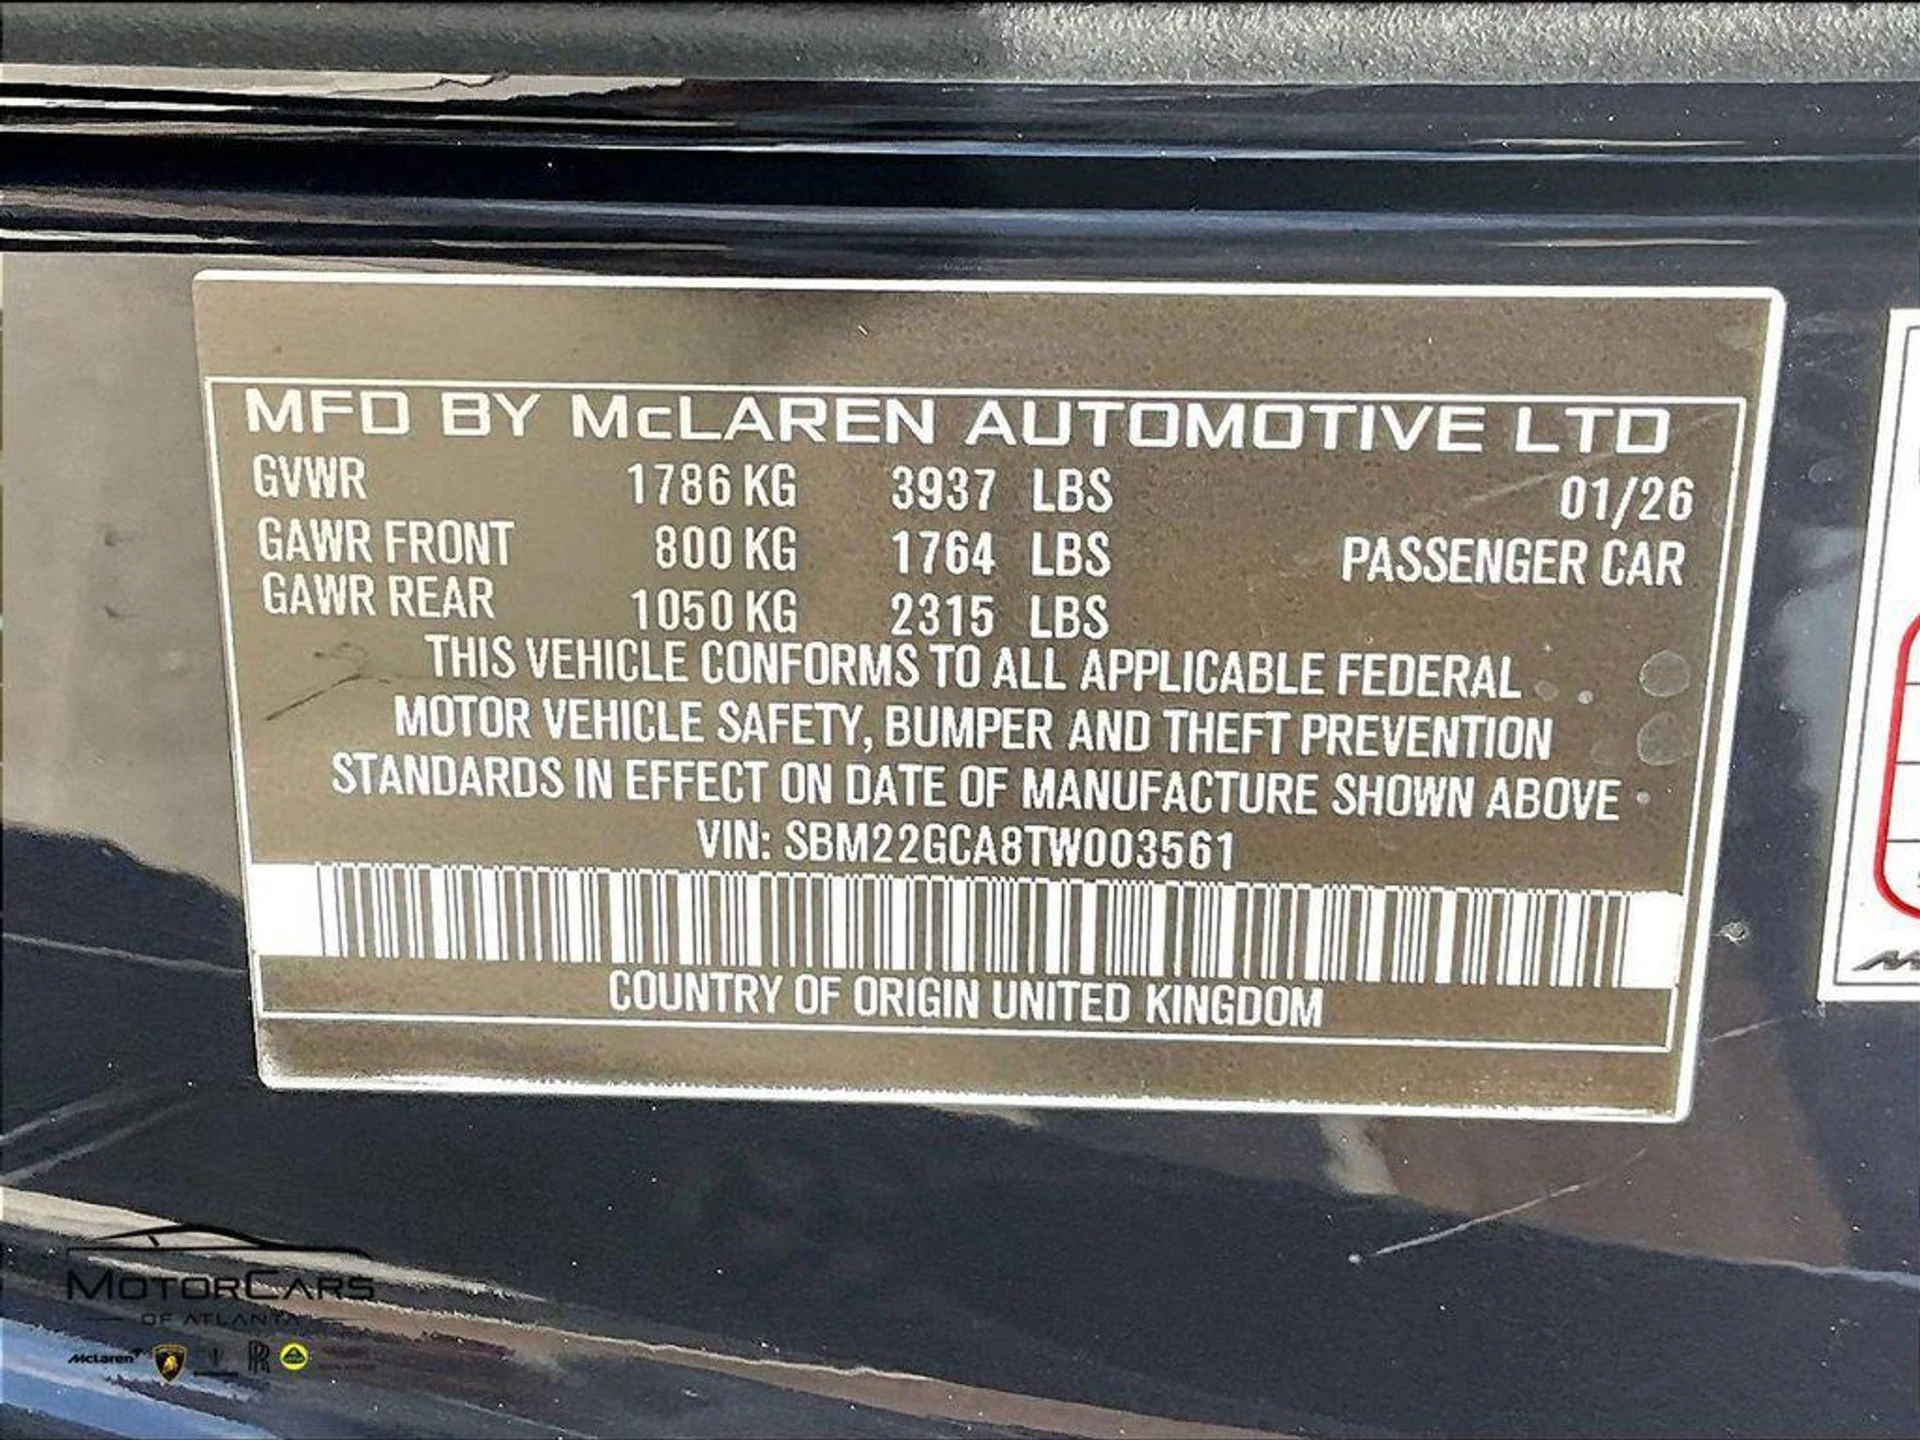 MFD BY McLAREN AUTOMOTIVE LTD
GVWR 1786 KG 3937 LBS 01/26
GAWR FRONT 800 KG 1764 LBS PASSENGER CAR
GAWR REAR 1050 KG 2315 LBS
THIS VEHICLE CONFORMS TO ALL APPLICABLE FEDERAL
MOTOR VEHICLE SAFETY, BUMPER AND THEFT PREVENTION
STANDARDS IN EFFECT ON DATE OF MANUFACTURE SHOWN ABOVE
VIN: SBM22GCA8TW003561
COUNTRY OF ORIGIN UNITED KINGDOM
MOTORCARS
OF ATLANTA
McLaren